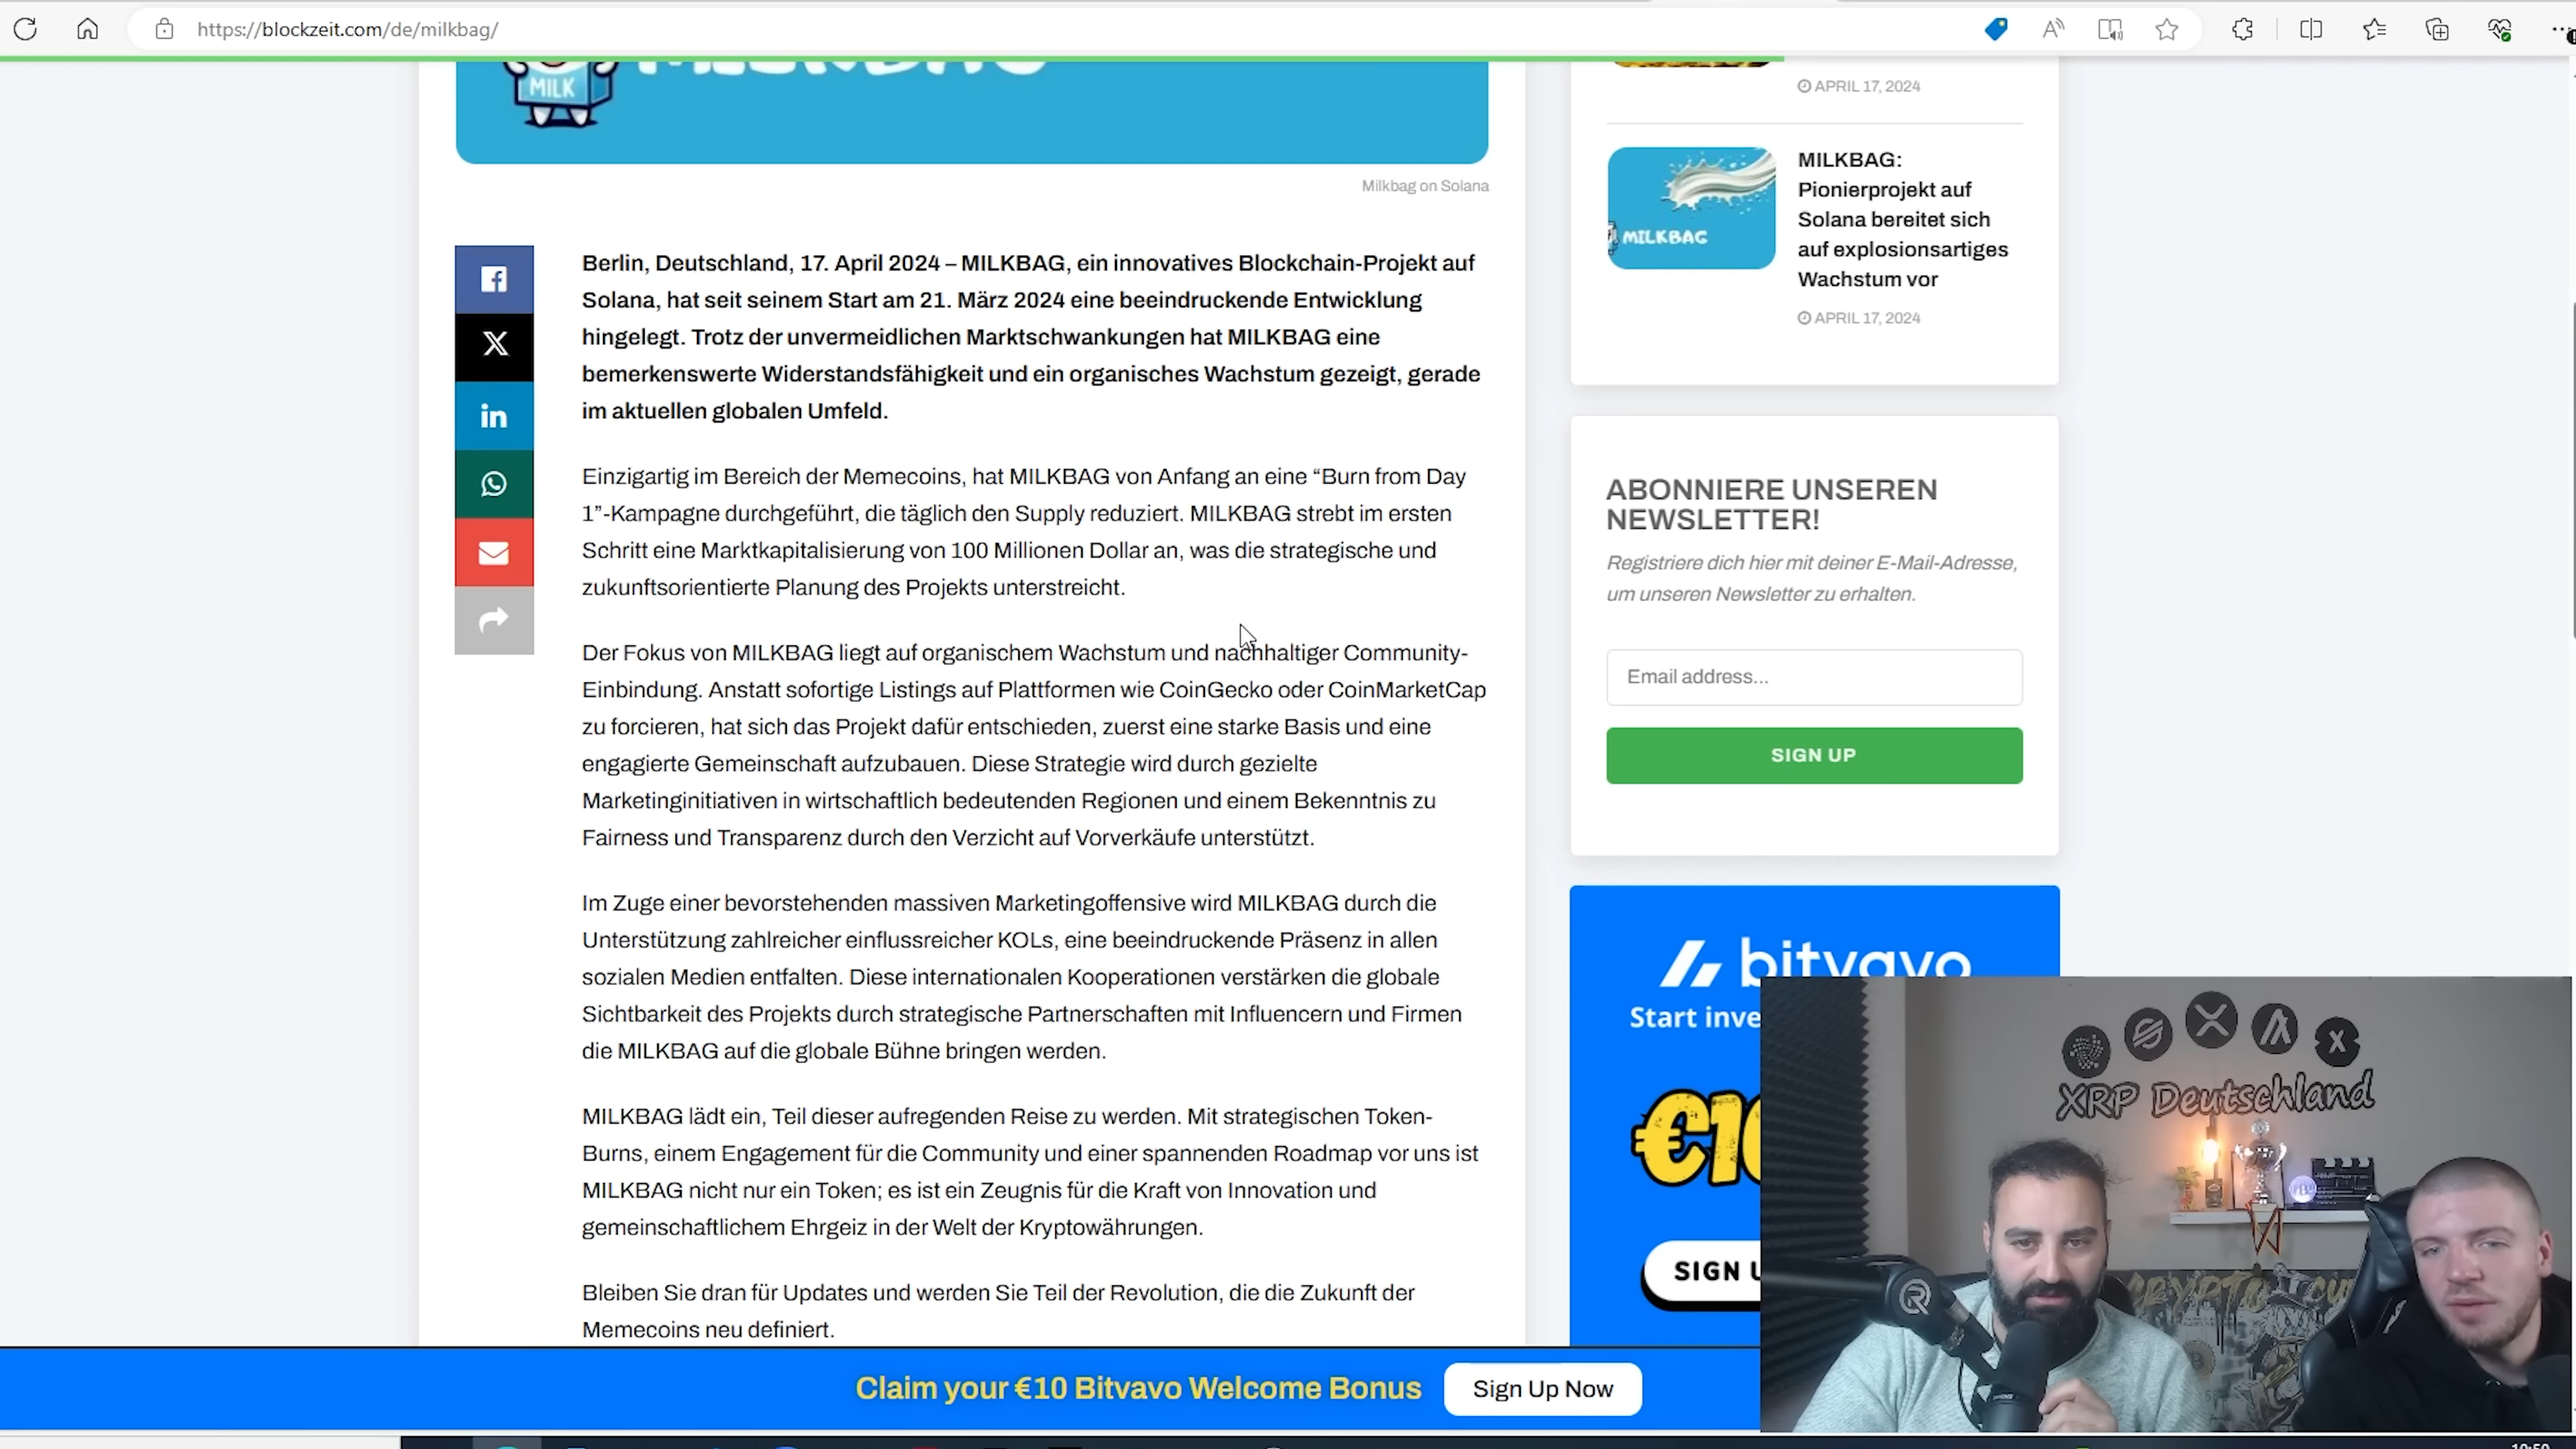 https://blockzeit.com/de/milkbag/
MILK
MILKBAG
Milkbag on Solana
Berlin, Deutschland, 17. April 2024 – MILKBAG, ein innovatives Blockchain-Projekt auf
Solana, hat seit seinem Start am 21. März 2024 eine beeindruckende Entwicklung
hingelegt. Trotz der unvermeidlichen Marktschwankungen hat MILKBAG eine
bemerkenswerte Widerstandsfähigkeit und ein organisches Wachstum gezeigt, gerade
im aktuellen globalen Umfeld.
Einzigartig im Bereich der Memecoins, hat MILKBAG von Anfang an eine “Burn from Day
1”-Kampagne durchgeführt, die täglich den Supply reduziert. MILKBAG strebt im ersten
Schritt eine Marktkapitalisierung von 100 Millionen Dollar an, was die strategische und
zukunftsorientierte Planung des Projekts unterstreicht.
Der Fokus von MILKBAG liegt auf organischem Wachstum und nachhaltiger Community-
Einbindung. Anstatt sofortige Listings auf Plattformen wie CoinGecko oder CoinMarketCap
zu forcieren, hat sich das Projekt dafür entschieden, zuerst eine starke Basis und eine
engagierte Gemeinschaft aufzubauen. Diese Strategie wird durch gezielte
Marketinginitiativen in wirtschaftlich bedeutenden Regionen und einem Bekenntnis zu
Fairness und Transparenz durch den Verzicht auf Vorverkäufe unterstützt.
Im Zuge einer bevorstehenden massiven Marketingoffensive wird MILKBAG durch die
Unterstützung zahlreicher einflussreicher KOLs, eine beeindruckende Präsenz in allen
sozialen Medien entfalten. Diese internationalen Kooperationen verstärken die globale
Sichtbarkeit des Projekts durch strategische Partnerschaften mit Influencern und Firmen
die MILKBAG auf die globale Bühne bringen werden.
MILKBAG lädt ein, Teil dieser aufregenden Reise zu werden. Mit strategischen Token-
Burns, einem Engagement für die Community und einer spannenden Roadmap vor uns ist
MILKBAG nicht nur ein Token; es ist ein Zeugnis für die Kraft von Innovation und
gemeinschaftlichem Ehrgeiz in der Welt der Kryptowährungen.
Bleiben Sie dran für Updates und werden Sie Teil der Revolution, die die Zukunft der
Memecoins neu definiert.
APRIL 17, 2024
MILKBAG
MILKBAG:
Pionierprojekt auf
Solana bereitet sich
auf explosionsartiges
Wachstum vor
APRIL 17, 2024
ABONNIERE UNSEREN
NEWSLETTER!
Registriere dich hier mit deiner E-Mail-Adresse,
um unseren Newsletter zu erhalten.
Email address...
SIGN UP
bitvavo
Start inve
€10
SIGN U
XRP Deutschland
Claim your €10 Bitvavo Welcome Bonus
Sign Up Now